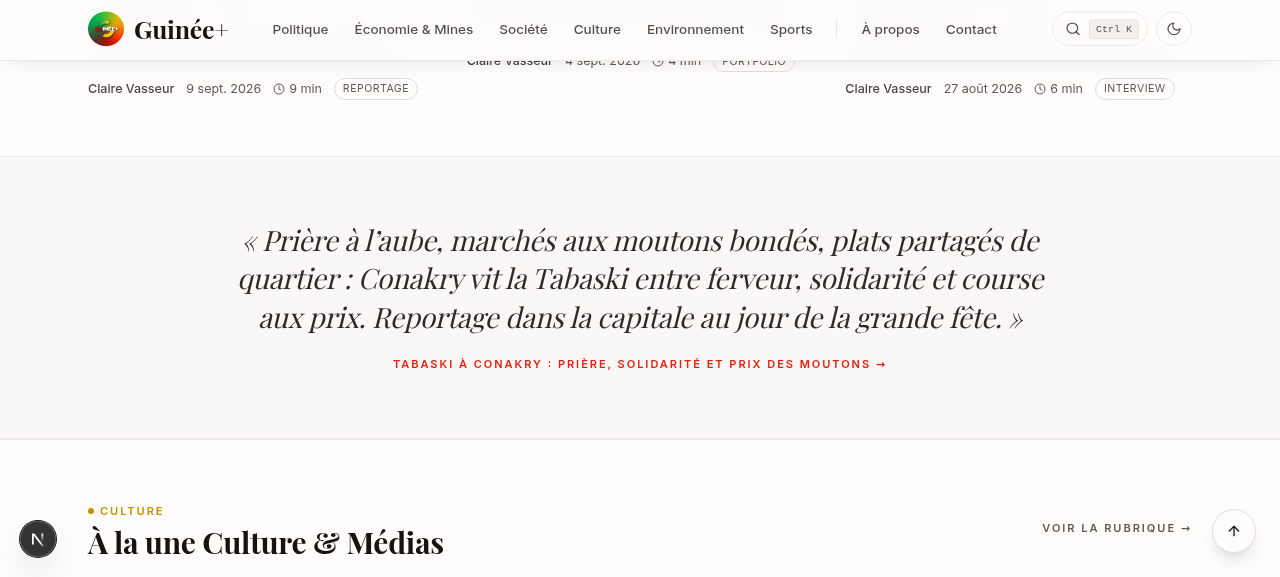 Guinée+
Politique
Économie & Mines
Société
Culture
Environnement
Sports
À propos
Contact
Ctrl K
Claire Vasseur 4 sept. 2026 4 min PORTFOLIO
Claire Vasseur 9 sept. 2026 9 min REPORTAGE
Claire Vasseur 27 août 2026 6 min INTERVIEW
« Prière à l’aube, marchés aux moutons bondés, plats partagés de
quartier : Conakry vit la Tabaski entre ferveur, solidarité et course
aux prix. Reportage dans la capitale au jour de la grande fête. »
TABASKI À CONAKRY : PRIÈRE, SOLIDARITÉ ET PRIX DES MOUTONS →
CULTURE
À la une Culture & Médias
VOIR LA RUBRIQUE →
N